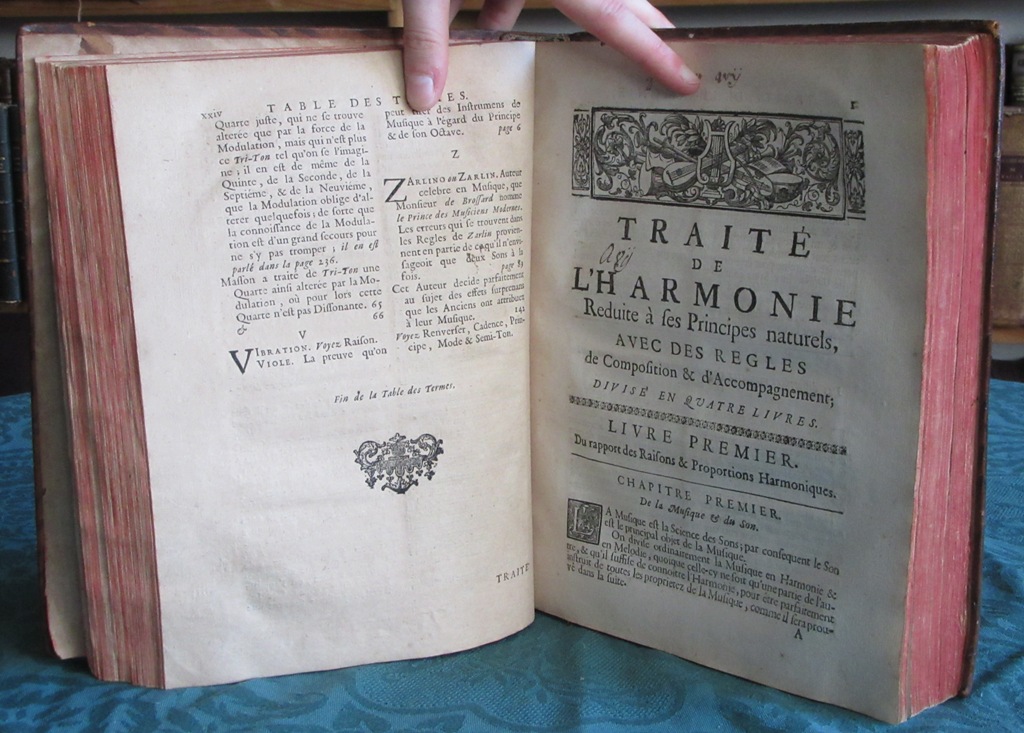 xxiv TABLE DES T ES.
Quarte juste, qui ne se trouve
alterée que par la force de la
Modulation, mais qui n'est plus
ce Tri-Ton tel qu'on se l'imagi-
ne; il en est de même de la
Quinte, de la Seconde, de la
Septiéme, & de la Neuviéme,
que la Modulation oblige d'al-
terer quelquefois; de sorte que
la connoissance de la Modula-
tion est d'un grand secours pour
ne s'y pas tromper; il en est
parlé dans la page 236.
Masson a traité de Tri-Ton une
Quarte ainsi alterée par la Mo-
dulation, où pour lors cette
Quarte n'est pas Dissonante. 65
& 66
V
VIBRATION. Voyez Raison.
VIOLE. La preuve qu'on
peut tirer des Instrumens de
Musique à l'égard du Principe
& de son Octave. page 6
Z
ZARLINO ou ZARLIN. Auteur
celebre en Musique, que
Monsieur de Brossard nomme
le Prince des Musiciens Modernes.
Les erreurs qui se trouvent dans
les Regles de Zarlin provien-
nent en partie de ce qu'il n'envi-
sageoit que deux Sons à la
fois. page 89
Cet Auteur decide parfaitement
au sujet des effets surprenans
que les Anciens ont attribuez
à leur Musique. 142
Voyez Renverser, Cadence, Prin-
cipe, Mode & Semi-Ton.
Fin de la Table des Termes.
TRAITÉ
1
TRAITÉ
DE
L'HARMONIE
Reduite à ses Principes naturels,
AVEC DES REGLES
de Composition & d'Accompagnement;
DIVISÉ EN QUATRE LIVRES.
LIVRE PREMIER.
Du rapport des Raisons & Proportions Harmoniques.
CHAPITRE PREMIER.
De la Musique & du Son.
LA Musique est la Science des Sons; par consequent le Son
est le principal objet de la Musique.
On divise ordinairement la Musique en Harmonie &
en Melodie, quoique celle-cy ne soit qu'une partie de l'au-
tre, & qu'il suffise de connoître l'Harmonie, pour être parfaitement
instruit de toutes les proprietez de la Musique, comme il sera prou-
vé dans la suite.
A